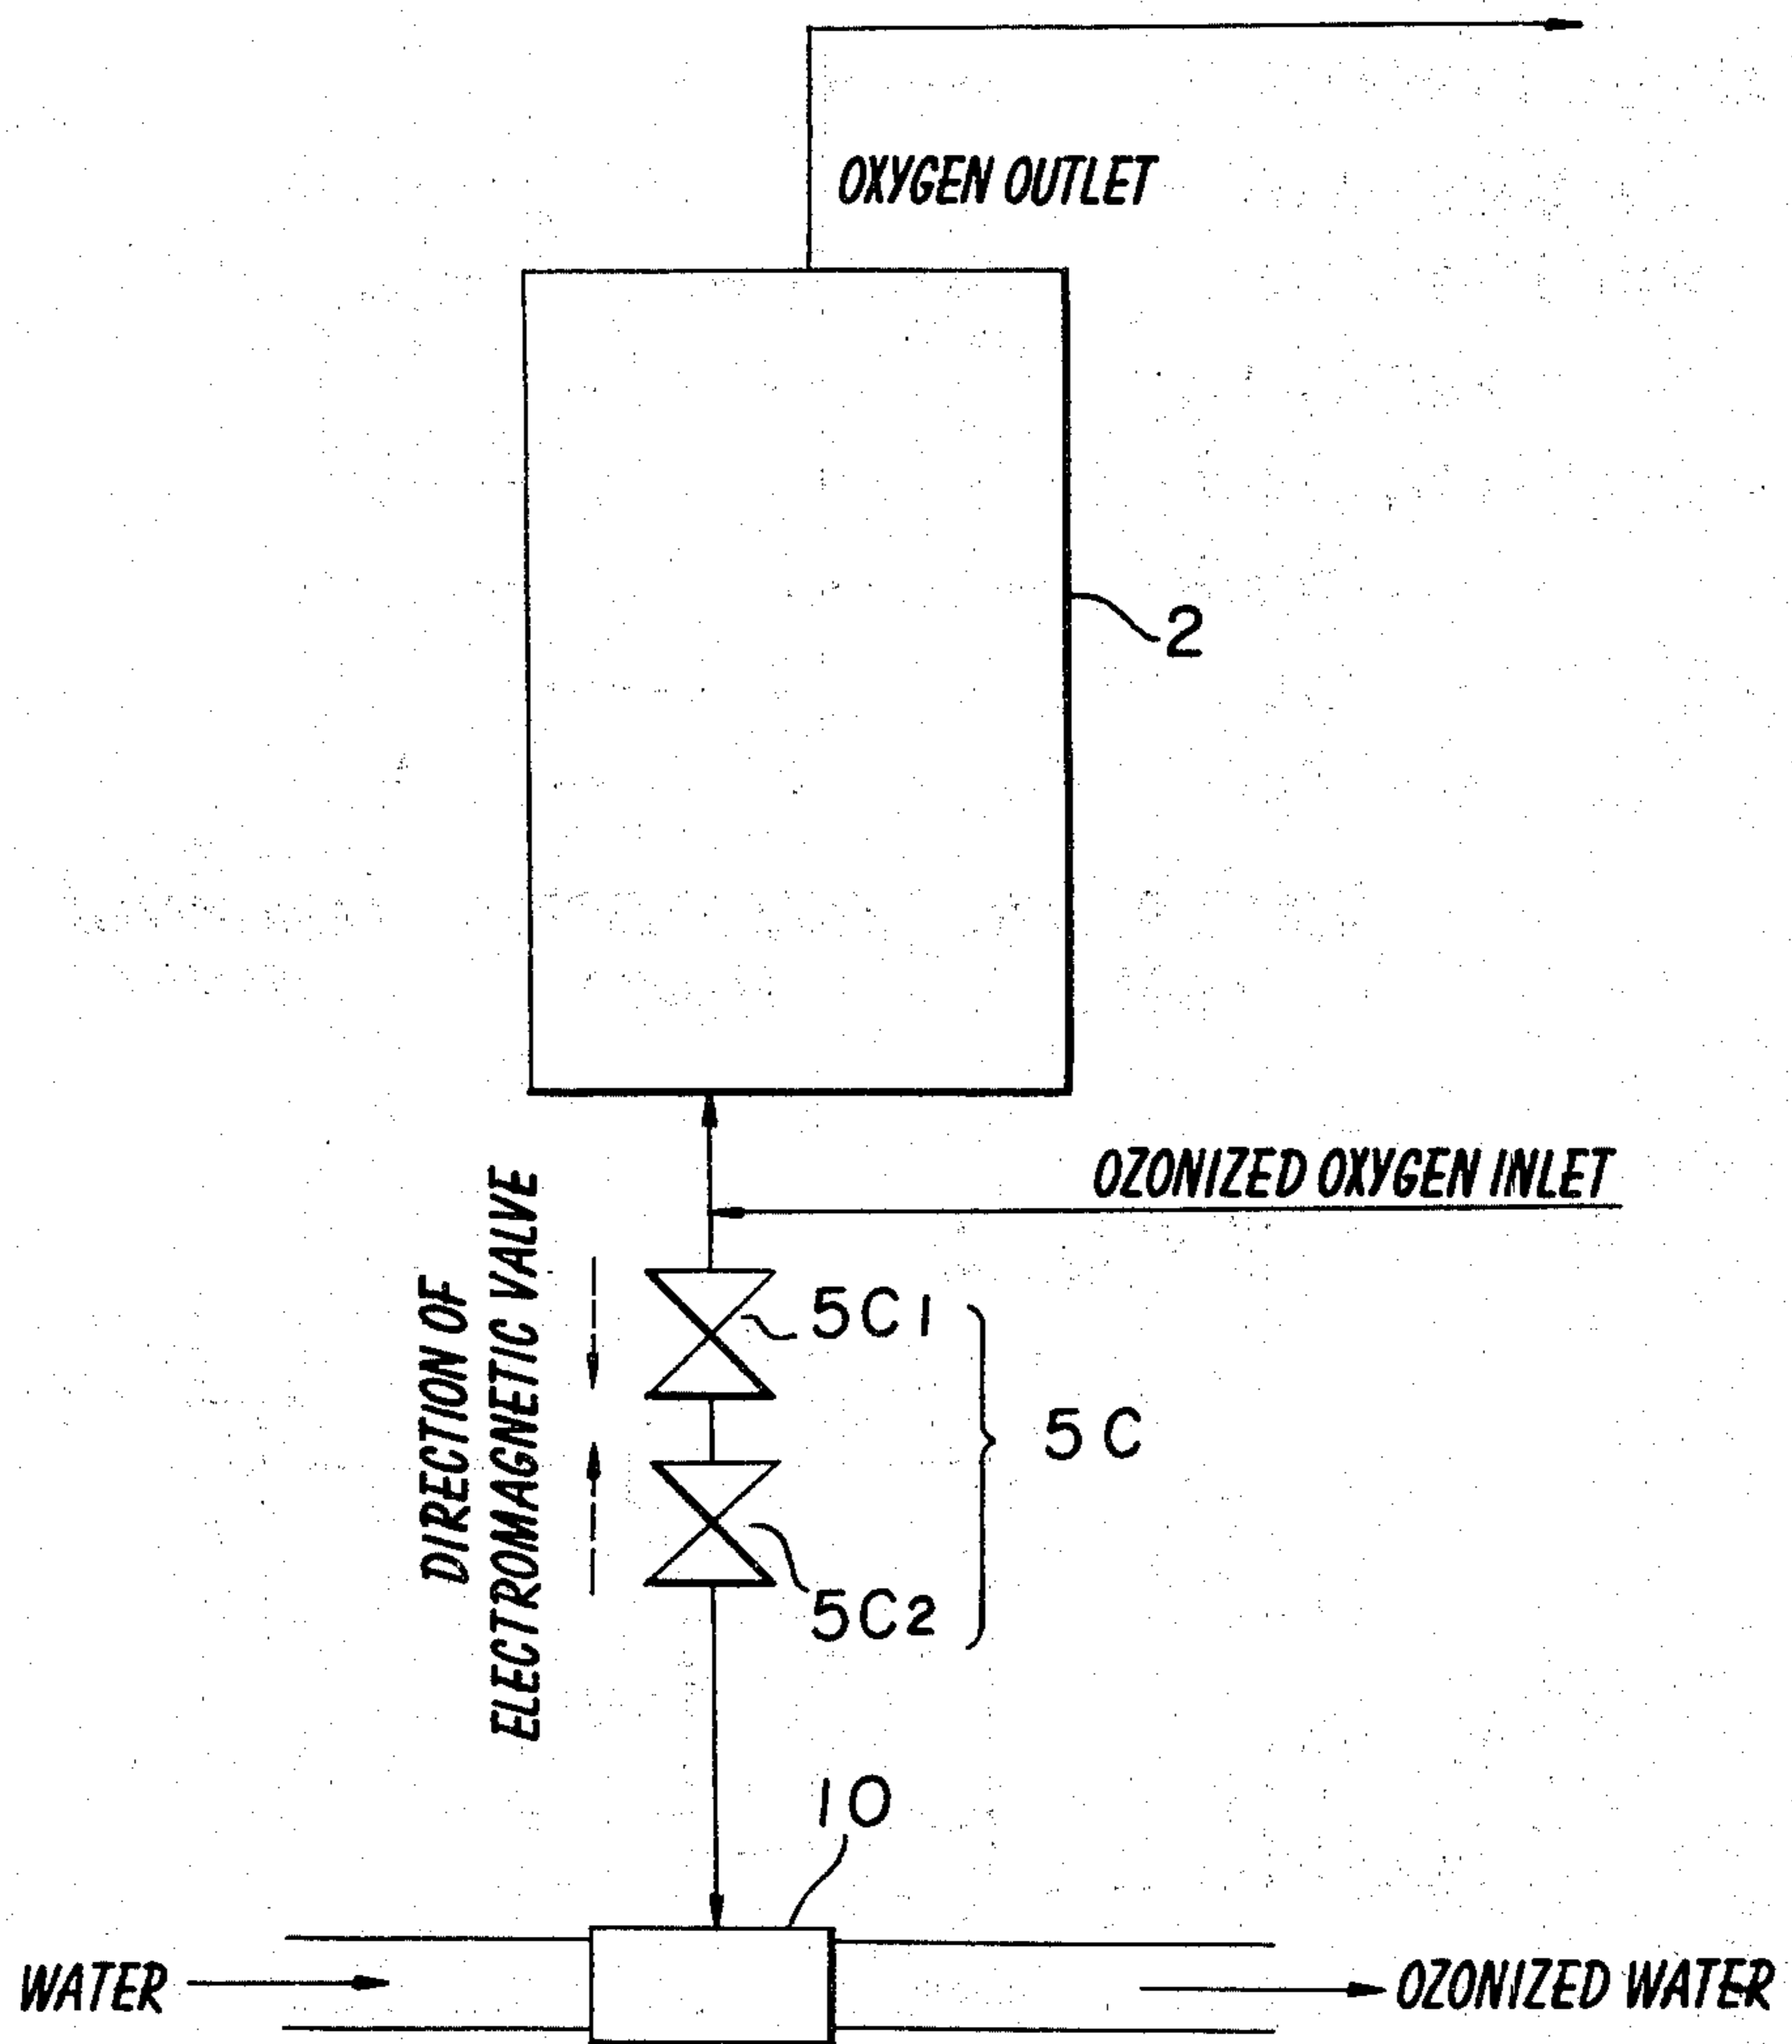 OXYGEN OUTLET
2
OZONIZED OXYGEN INLET
DIRECTION OF
ELECTROMAGNETIC VALVE
5C1
5C
5C2
10
WATER
OZONIZED WATER